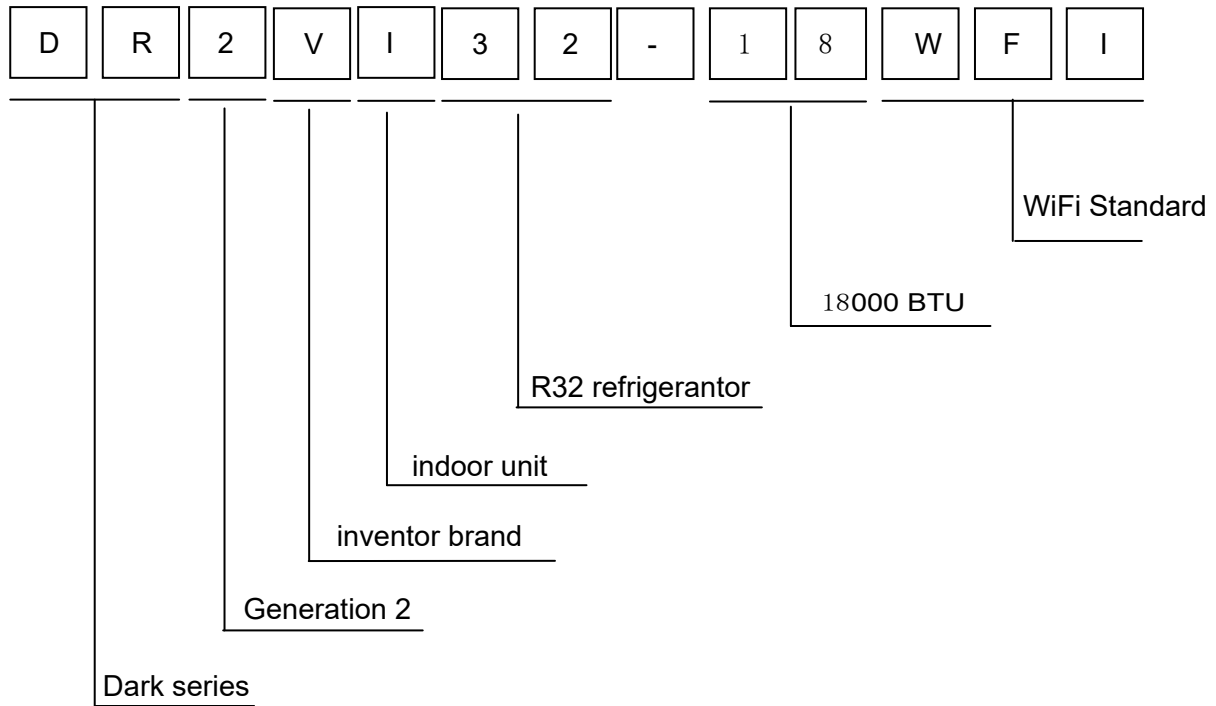 D R 2 V I 3 2 - 1 8 W F I
WiFi Standard
18000 BTU
R32 refrigerantor
indoor unit
inventor brand
Generation 2
Dark series